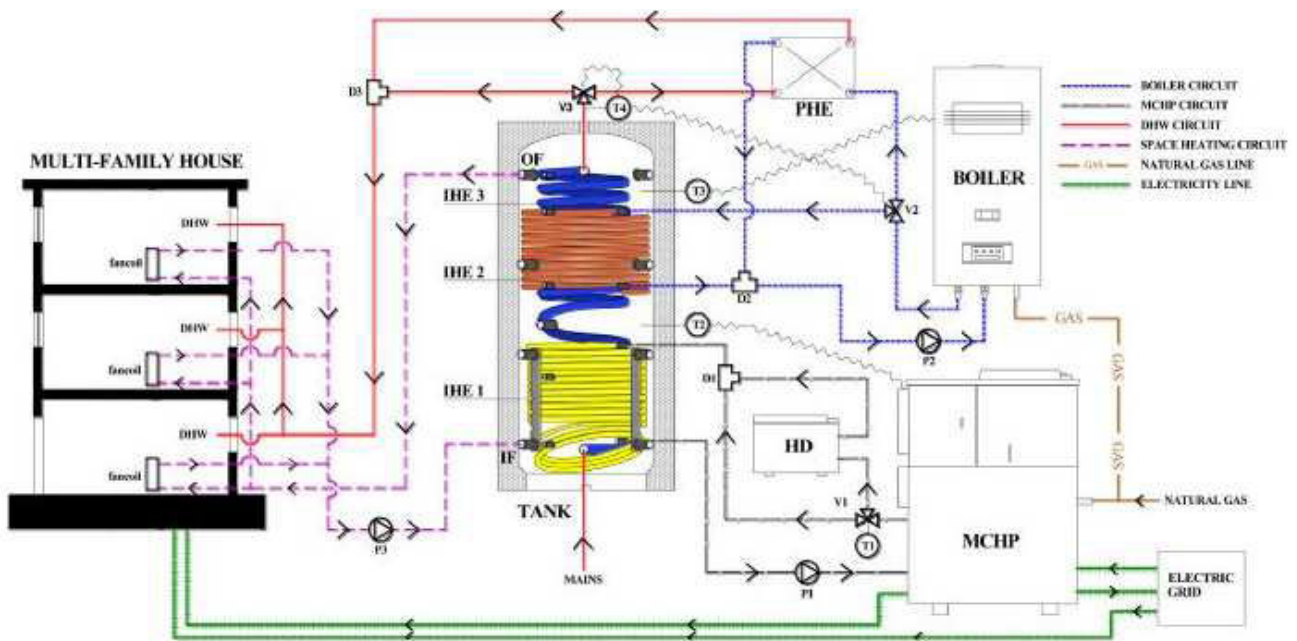 D3
V3
T4
PHE
BOILER CIRCUIT
MCHP CIRCUIT
DHW CIRCUIT
SPACE HEATING CIRCUIT
GAS NATURAL GAS LINE
ELECTRICITY LINE
MULTI-FAMILY HOUSE
OF
IHE 3
T3
BOILER
V2
DHW
fancoil
IHE 2
D2
DHW
T2
GAS
GAS
P2
fancoil
D1
IHE 1
HD
DHW
IF
GAS
fancoil
TANK
V1
NATURAL GAS
P3
T1
MCHP
MAINS
P1
ELECTRIC
GRID